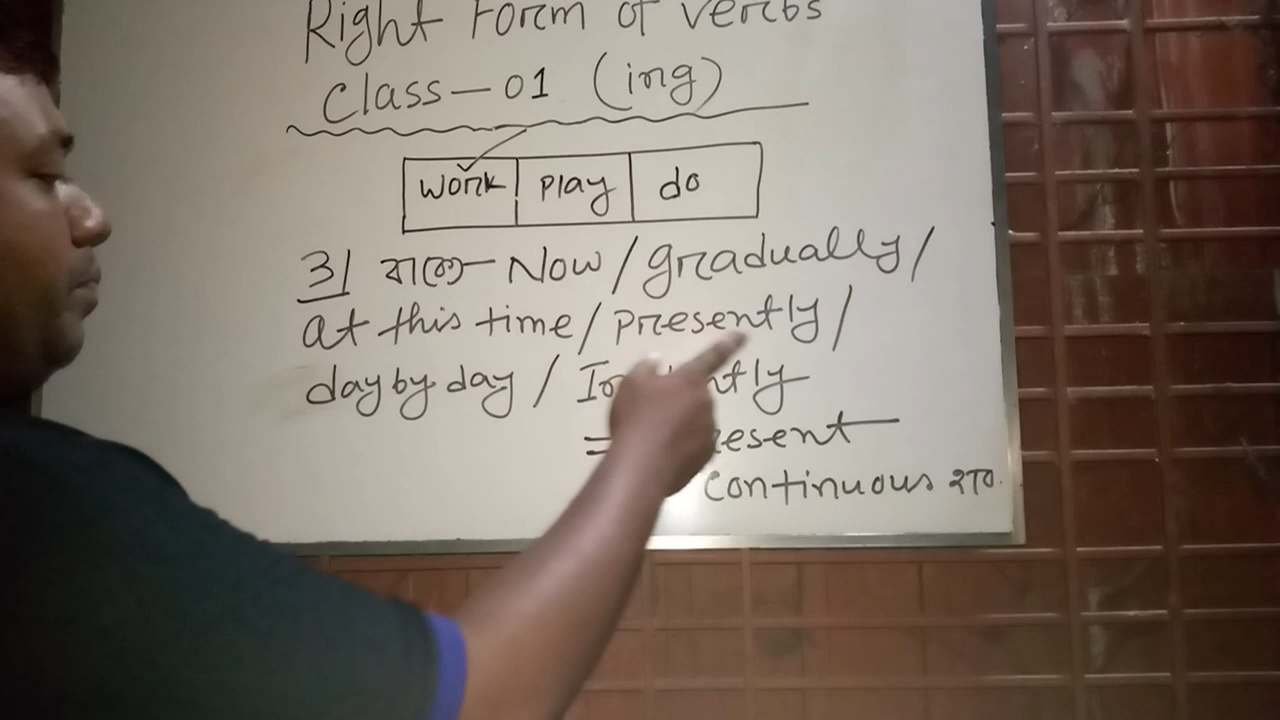 Right Form of verbs
Class-01 (ing)
work play do
৩। বাক্যে Now/gradually/
at this time/presently/
day by day /
= Present
continuous হয়.